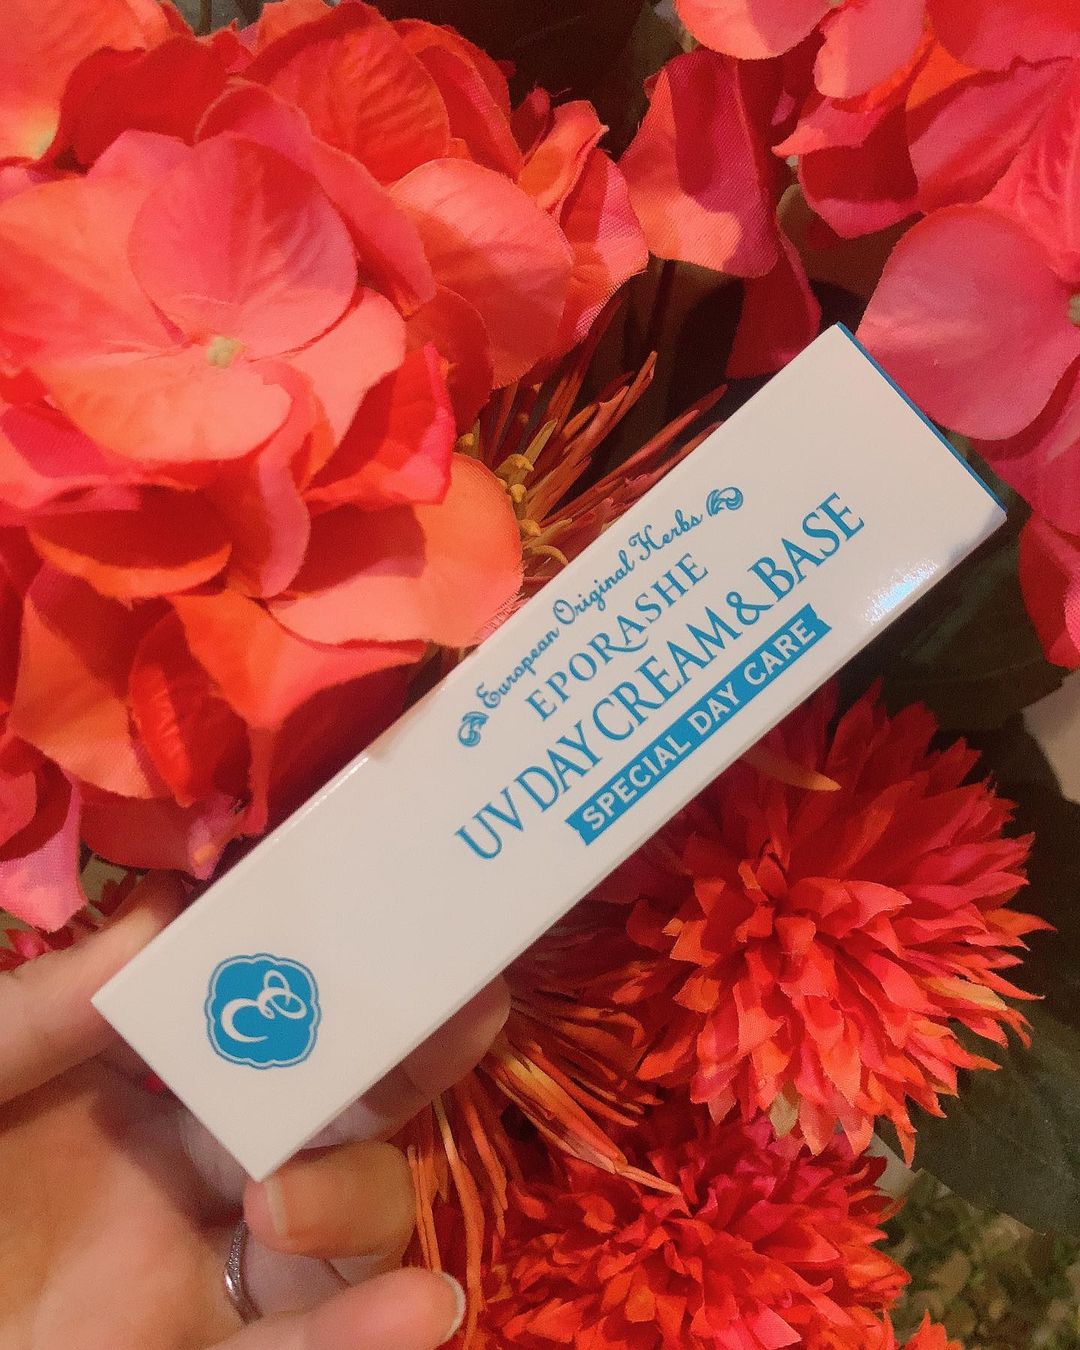 European Original Herbs
EPORASHE
UV DAY CREAM & BASE
SPECIAL DAY CARE